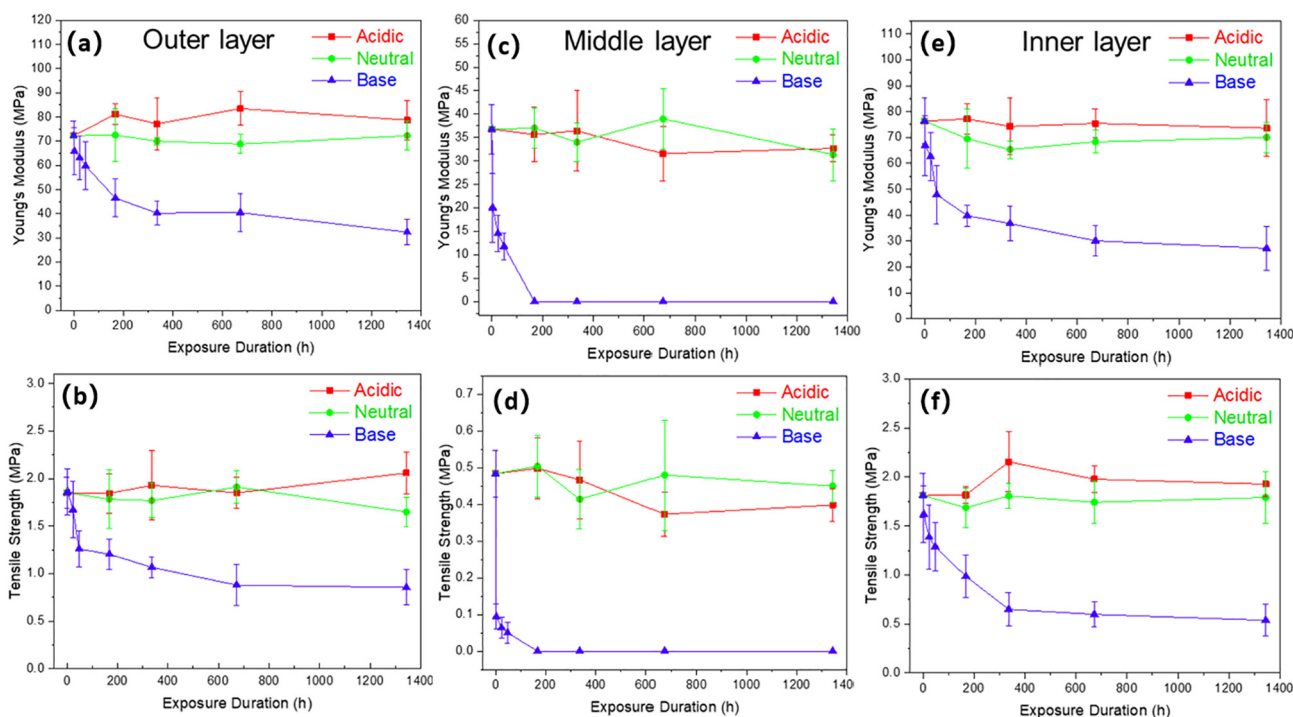 (a) Outer layer
Acidic
Neutral
Base
Young's Modulus (MPa)
120
110
100
90
80
70
60
50
40
30
20
10
0
0 200 400 600 800 1000 1200 1400
Exposure Duration (h)
(c) Middle layer
Acidic
Neutral
Base
Young's Modulus (MPa)
60
55
50
45
40
35
30
25
20
15
10
5
0
0 200 400 600 800 1000 1200 1400
Exposure Duration (h)
(e) Inner layer
Acidic
Neutral
Base
Young's Modulus (MPa)
110
100
90
80
70
60
50
40
30
20
10
0
0 200 400 600 800 1000 1200 1400
Exposure Duration (h)
(b)
Acidic
Neutral
Base
Tensile Strength (MPa)
3.0
2.5
2.0
1.5
1.0
0.5
0.0
0 200 400 600 800 1000 1200 1400
Exposure Duration (h)
(d)
Acidic
Neutral
Base
Tensile Strength (MPa)
0.7
0.6
0.5
0.4
0.3
0.2
0.1
0.0
0 200 400 600 800 1000 1200 1400
Exposure Duration (h)
(f)
Acidic
Neutral
Base
Tensile Strength (MPa)
3.0
2.5
2.0
1.5
1.0
0.5
0.0
0 200 400 600 800 1000 1200 1400
Exposure Duration (h)